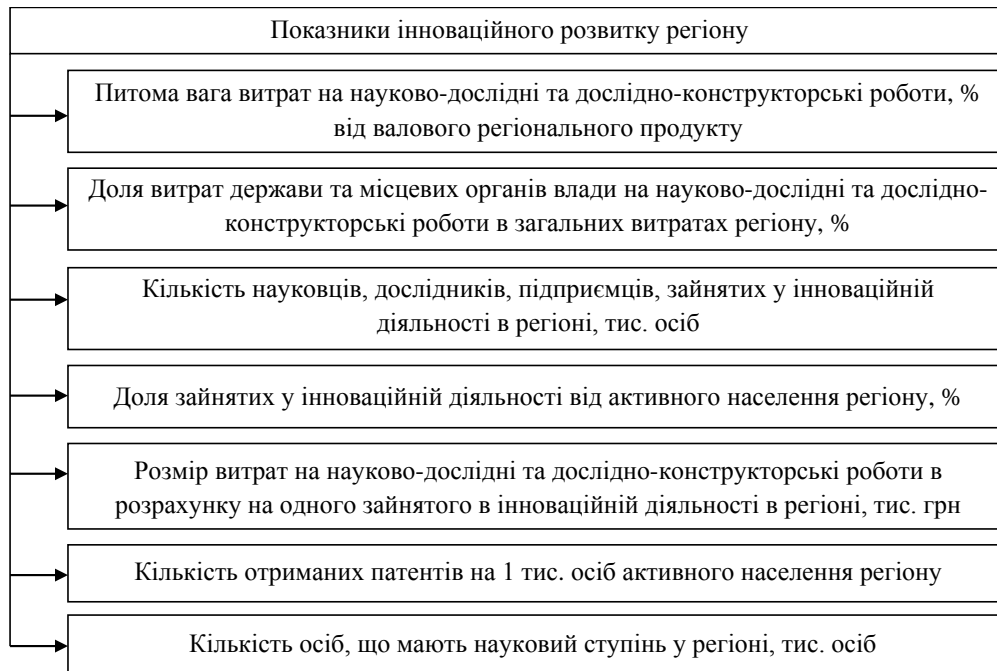 Показники інноваційного розвитку регіону
Питома вага витрат на науково-дослідні та дослідно-конструкторські роботи, %
від валового регіонального продукту
Доля витрат держави та місцевих органів влади на науково-дослідні та дослідно-
конструкторські роботи в загальних витратах регіону, %
Кількість науковців, дослідників, підприємців, зайнятих у інноваційній
діяльності в регіоні, тис. осіб
Доля зайнятих у інноваційній діяльності від активного населення регіону, %
Розмір витрат на науково-дослідні та дослідно-конструкторські роботи в
розрахунку на одного зайнятого в інноваційній діяльності в регіоні, тис. грн
Кількість отриманих патентів на 1 тис. осіб активного населення регіону
Кількість осіб, що мають науковий ступінь у регіоні, тис. осіб